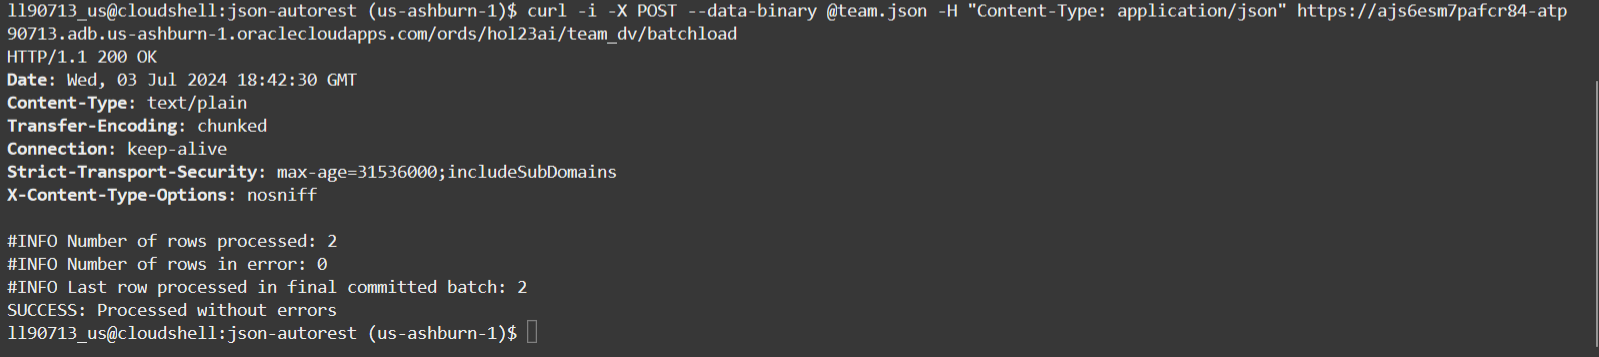 ll90713_us@cloudshell:json-autorest (us-ashburn-1)$ curl -i -X POST --data-binary @team.json -H "Content-Type: application/json" https://ajs6esm7pafcr84-atp
90713.adb.us-ashburn-1.oraclecloudapps.com/ords/hol23ai/team_dv/batchload
HTTP/1.1 200 OK
Date: Wed, 03 Jul 2024 18:42:30 GMT
Content-Type: text/plain
Transfer-Encoding: chunked
Connection: keep-alive
Strict-Transport-Security: max-age=31536000;includeSubDomains
X-Content-Type-Options: nosniff
#INFO Number of rows processed: 2
#INFO Number of rows in error: 0
#INFO Last row processed in final committed batch: 2
SUCCESS: Processed without errors
ll90713_us@cloudshell:json-autorest (us-ashburn-1)$